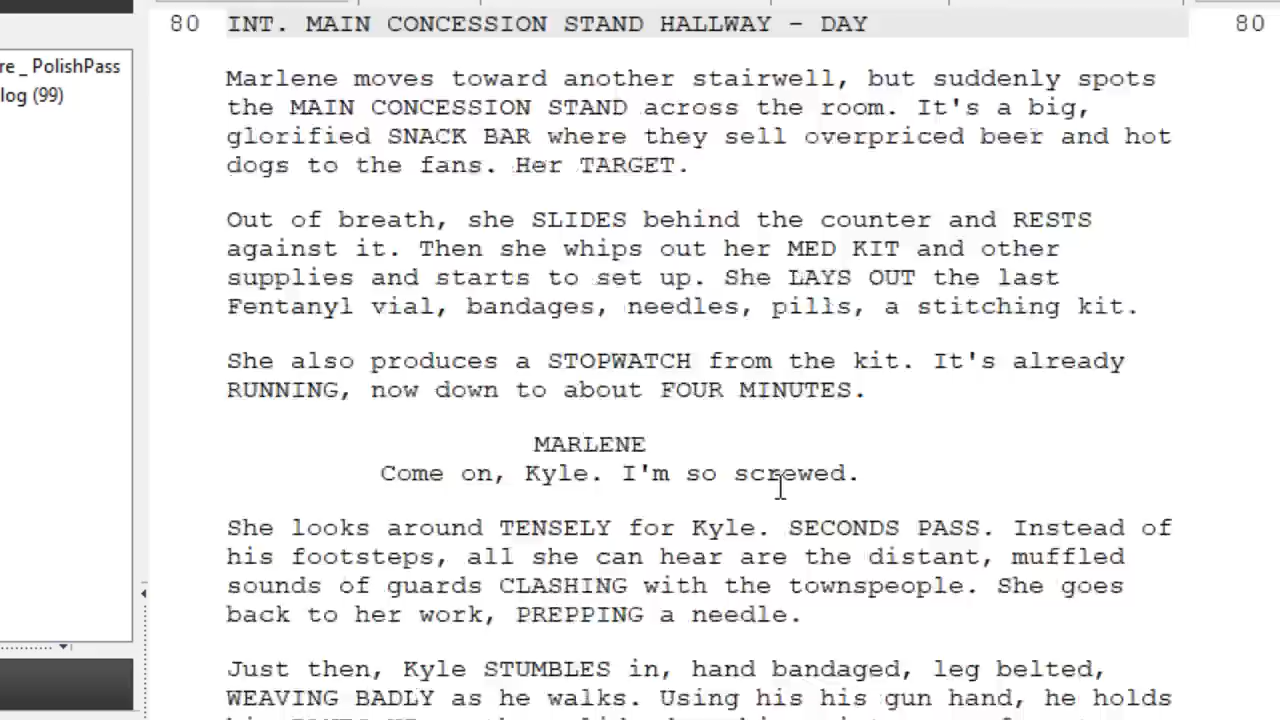 80 INT. MAIN CONCESSION STAND HALLWAY - DAY 80
re_ PolishPass
log (99)
Marlene moves toward another stairwell, but suddenly spots
the MAIN CONCESSION STAND across the room. It's a big,
glorified SNACK BAR where they sell overpriced beer and hot
dogs to the fans. Her TARGET.
Out of breath, she SLIDES behind the counter and RESTS
against it. Then she whips out her MED KIT and other
supplies and starts to set up. She LAYS OUT the last
Fentanyl vial, bandages, needles, pills, a stitching kit.
She also produces a STOPWATCH from the kit. It's already
RUNNING, now down to about FOUR MINUTES.
MARLENE
Come on, Kyle. I'm so screwed.
She looks around TENSELY for Kyle. SECONDS PASS. Instead of
his footsteps, all she can hear are the distant, muffled
sounds of guards CLASHING with the townspeople. She goes
back to her work, PREPPING a needle.
Just then, Kyle STUMBLES in, hand bandaged, leg belted,
WEAVING BADLY as he walks. Using his his gun hand, he holds